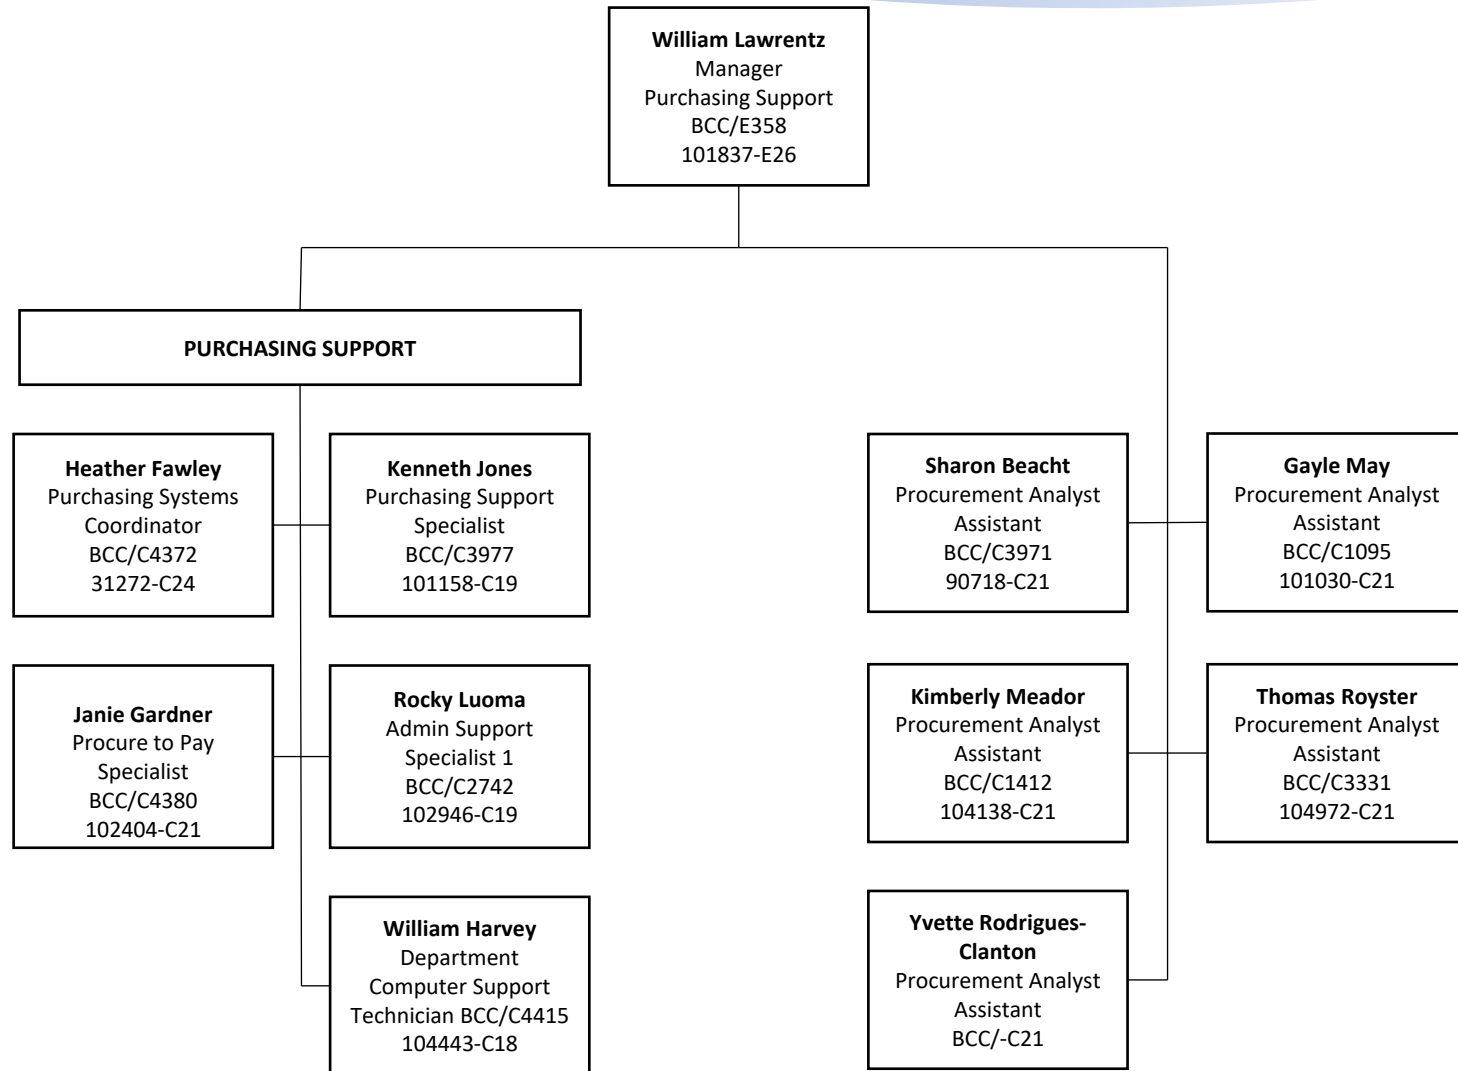 William Lawrentz
Manager
Purchasing Support
BCC/E358
101837-E26
PURCHASING SUPPORT
Heather Fawley
Purchasing Systems
Coordinator
BCC/C4372
31272-C24
Kenneth Jones
Purchasing Support
Specialist
BCC/C3977
101158-C19
Sharon Beacht
Procurement Analyst
Assistant
BCC/C3971
90718-C21
Gayle May
Procurement Analyst
Assistant
BCC/C1095
101030-C21
Janie Gardner
Procure to Pay
Specialist
BCC/C4380
102404-C21
Rocky Luoma
Admin Support
Specialist 1
BCC/C2742
102946-C19
Kimberly Meador
Procurement Analyst
Assistant
BCC/C1412
104138-C21
Thomas Royster
Procurement Analyst
Assistant
BCC/C3331
104972-C21
William Harvey
Department
Computer Support
Technician BCC/C4415
104443-C18
Yvette Rodrigues-
Clanton
Procurement Analyst
Assistant
BCC/-C21